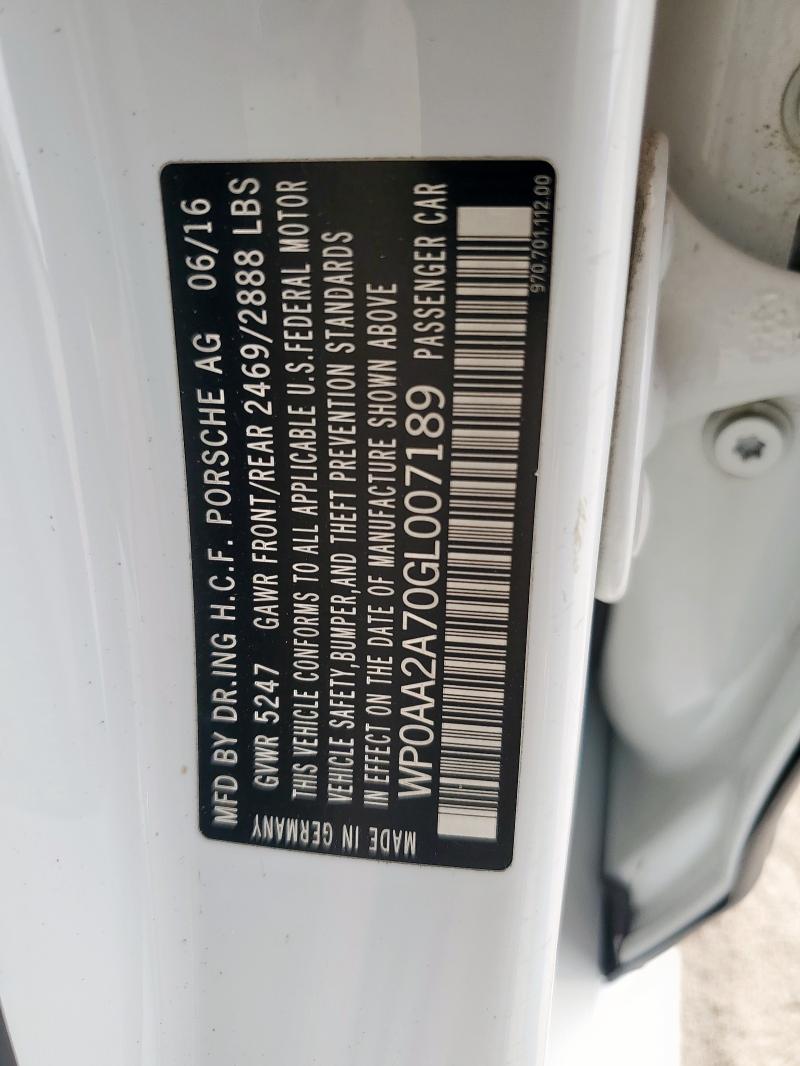 MFD BY DR.ING H.C.F. PORSCHE AG 06/16
GVWR 5247 GAWR FRONT/REAR 2469/2888 LBS
THIS VEHICLE CONFORMS TO ALL APPLICABLE U.S.FEDERAL MOTOR
VEHICLE SAFETY,BUMPER,AND THEFT PREVENTION STANDARDS
IN EFFECT ON THE DATE OF MANUFACTURE SHOWN ABOVE
WP0AA2A70GL007189 PASSENGER CAR
MADE IN GERMANY
970.701.112.00